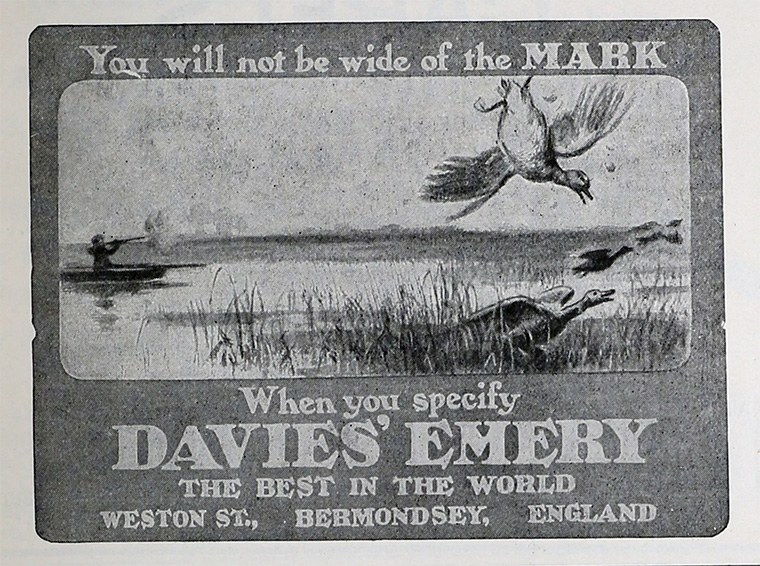 You will not be wide of the MARK
When you specify
DAVIES' EMERY
THE BEST IN THE WORLD
WESTON ST., BERMONDSEY, ENGLAND